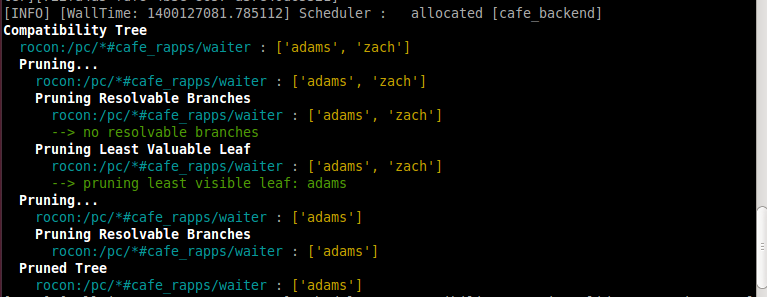 [INFO] [WallTime: 1400127081.785112] Scheduler :   allocated [cafe_backend]
Compatibility Tree
  rocon:/pc/*#cafe_rapps/waiter : ['adams', 'zach']
  Pruning...
    rocon:/pc/*#cafe_rapps/waiter : ['adams', 'zach']
    Pruning Resolvable Branches
      rocon:/pc/*#cafe_rapps/waiter : ['adams', 'zach']
      --> no resolvable branches
    Pruning Least Valuable Leaf
      rocon:/pc/*#cafe_rapps/waiter : ['adams', 'zach']
      --> pruning least visible leaf: adams
  Pruning...
    rocon:/pc/*#cafe_rapps/waiter : ['adams']
    Pruning Resolvable Branches
      rocon:/pc/*#cafe_rapps/waiter : ['adams']
  Pruned Tree
    rocon:/pc/*#cafe_rapps/waiter : ['adams']